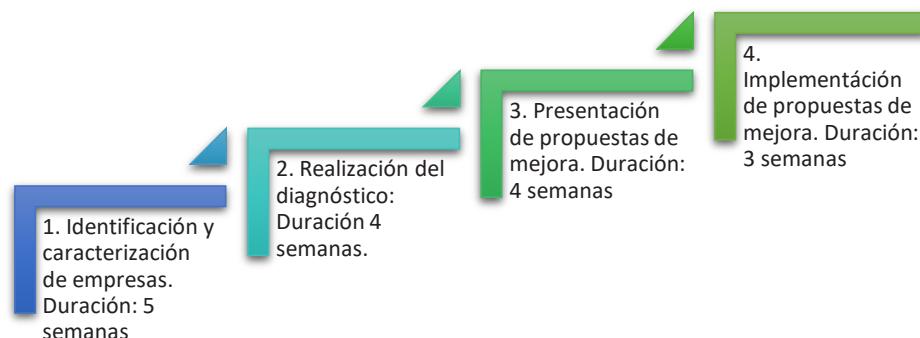 1. Identificación y
caracterización
de empresas.
Duración: 5
semanas
2. Realización del
diagnóstico:
Duración 4
semanas.
3. Presentación
de propuestas de
mejora. Duración:
4 semanas
4.
Implementáción
de propuestas de
mejora. Duración:
3 semanas